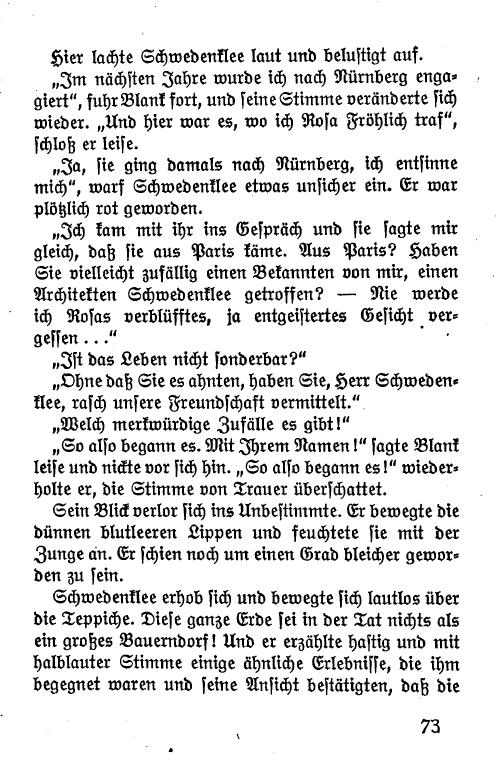 Hier lachte Schwedenklee laut und belustigt auf.
„Im nächsten Jahre wurde ich nach Nürnberg enga-
giert“, fuhr Blank fort, und seine Stimme veränderte sich
wieder. „Und hier war es, wo ich Rosa Fröhlich traf“,
schloß er leise.
„Ja, sie ging damals nach Nürnberg, ich entsinne
mich“, warf Schwedenklee etwas unsicher ein. Er war
plötzlich rot geworden.
„Ich kam mit ihr ins Gespräch und sie sagte mir
gleich, daß sie aus Paris käme. Aus Paris? Haben
Sie vielleicht zufällig einen Bekannten von mir, einen
Architekten Schwedenklee getroffen? — Nie werde
ich Rosas verblüfftes, ja entgeistertes Gesicht ver-
gessen . . .“
„Ist das Leben nicht sonderbar?“
„Ohne daß Sie es ahnten, haben Sie, Herr Schweden-
klee, rasch unsere Freundschaft vermittelt.“
„Welch merkwürdige Zufälle es gibt!“
„So also begann es. Mit Ihrem Namen!“ sagte Blank
leise und nickte vor sich hin. „So also begann es!“ wieder-
holte er, die Stimme von Trauer überschattet.
Sein Blick verlor sich ins Unbestimmte. Er bewegte die
dünnen blutleeren Lippen und feuchtete sie mit der
Zunge an. Er schien noch um einen Grad bleicher gewor-
den zu sein.
Schwedenklee erhob sich und bewegte sich lautlos über
die Teppiche. Diese ganze Erde sei in der Tat nichts als
ein großes Bauerndorf! Und er erzählte hastig und mit
halblauter Stimme einige ähnliche Erlebnisse, die ihm
begegnet waren und seine Ansicht bestätigten, daß die
73